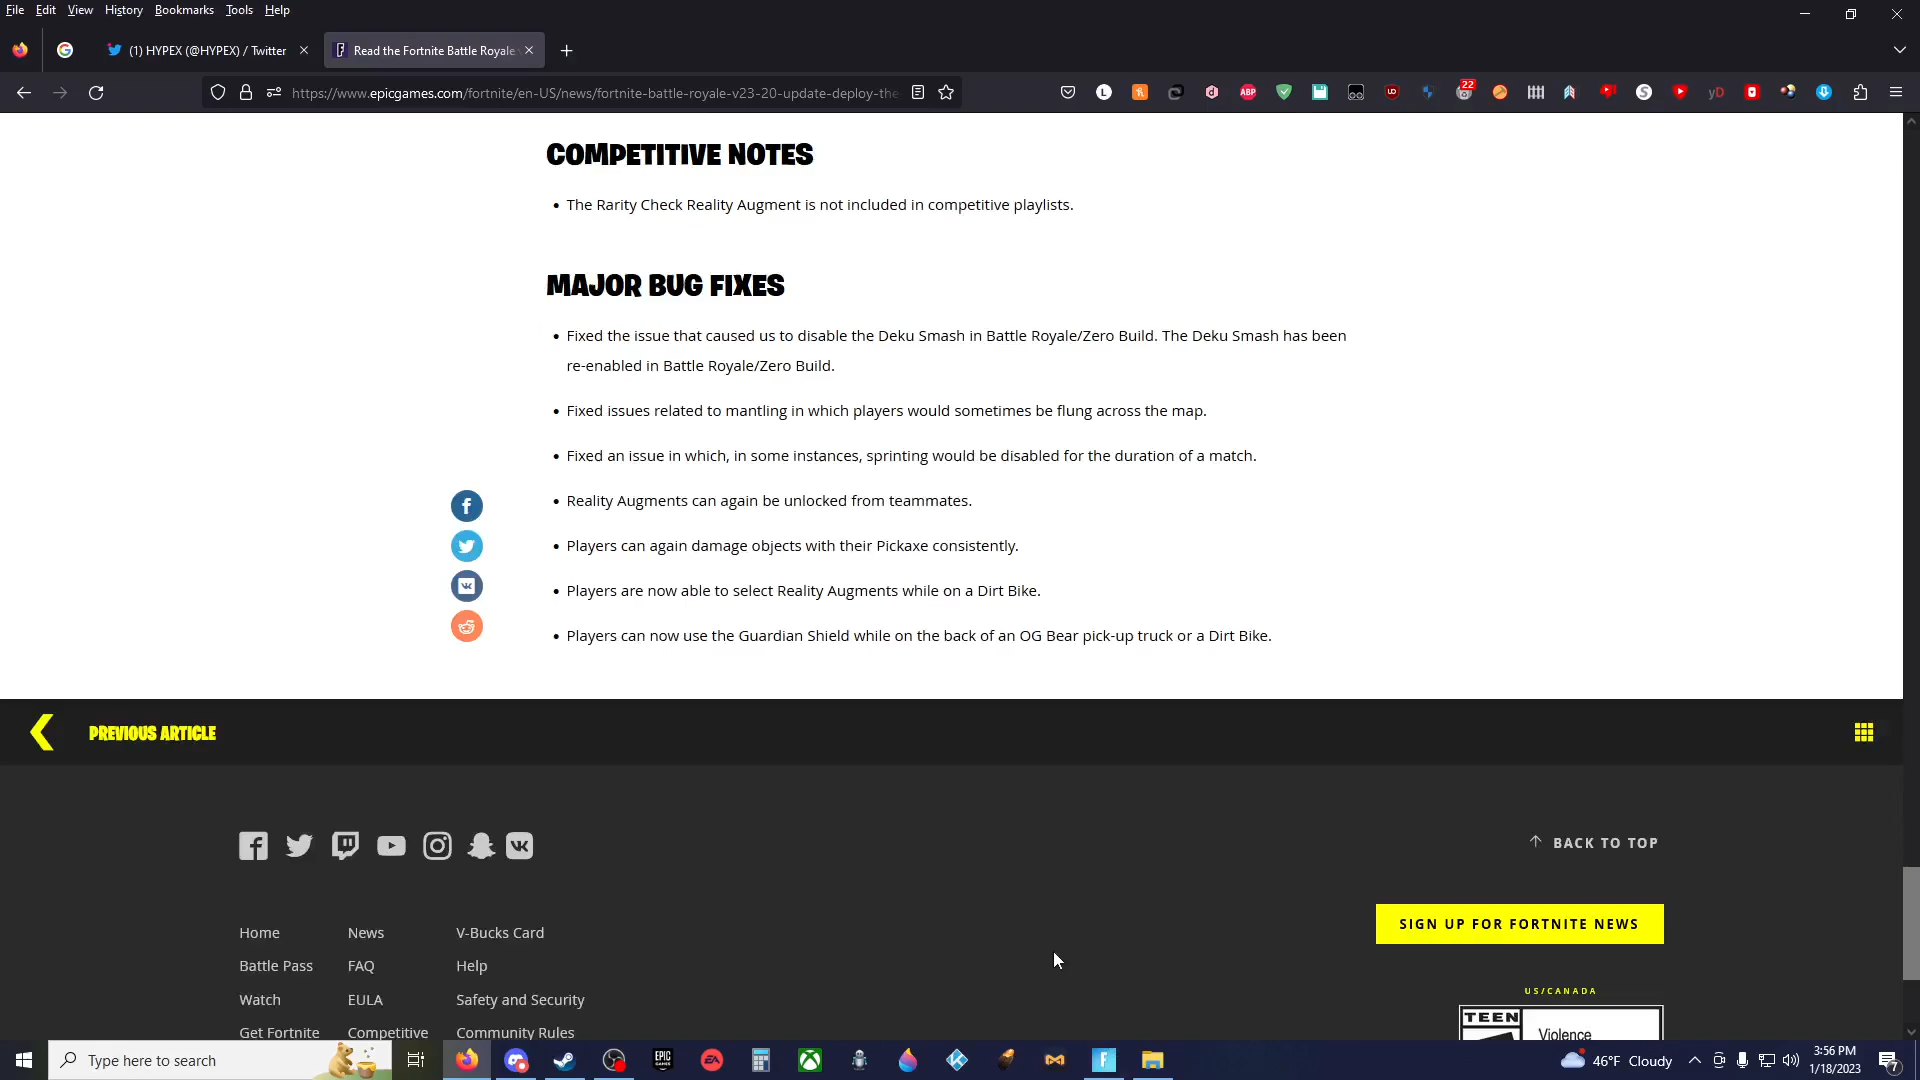 File Edit View History Bookmarks Tools Help
(1) HYPEX (@HYPEX) / Twitter
Read the Fortnite Battle Royale
https://www.epicgames.com/fortnite/en-US/news/fortnite-battle-royale-v23-20-update-deploy-the
22
COMPETITIVE NOTES
• The Rarity Check Reality Augment is not included in competitive playlists.
MAJOR BUG FIXES
• Fixed the issue that caused us to disable the Deku Smash in Battle Royale/Zero Build. The Deku Smash has been
re-enabled in Battle Royale/Zero Build.
• Fixed issues related to mantling in which players would sometimes be flung across the map.
• Fixed an issue in which, in some instances, sprinting would be disabled for the duration of a match.
• Reality Augments can again be unlocked from teammates.
• Players can again damage objects with their Pickaxe consistently.
• Players are now able to select Reality Augments while on a Dirt Bike.
• Players can now use the Guardian Shield while on the back of an OG Bear pick-up truck or a Dirt Bike.
PREVIOUS ARTICLE
BACK TO TOP
SIGN UP FOR FORTNITE NEWS
Home News V-Bucks Card
Battle Pass FAQ Help
Watch EULA Safety and Security
Get Fortnite Competitive Community Rules
US/CANADA
TEEN
Violence
Type here to search
46°F Cloudy
3:56 PM
1/18/2023
7